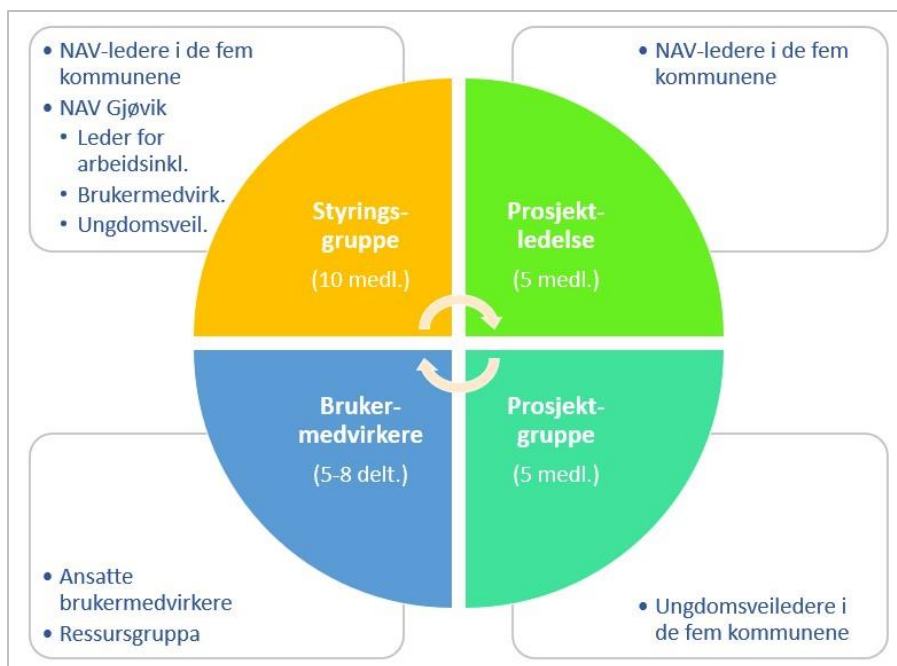 • NAV-ledere i de fem
kommunene
• NAV Gjøvik
• Leder for
arbeidsinkl.
• Brukermedvirk.
• Ungdomsveil.
• NAV-ledere i de fem
kommunene
Styrings-
gruppe
(10 medl.)
Prosjekt-
ledelse
(5 medl.)
Bruker-
medvirkere
(5-8 delt.)
Prosjekt-
gruppe
(5 medl.)
• Ansatte
brukermedvirkere
• Ressursgruppa
• Ungdomsveiledere i
de fem kommunene